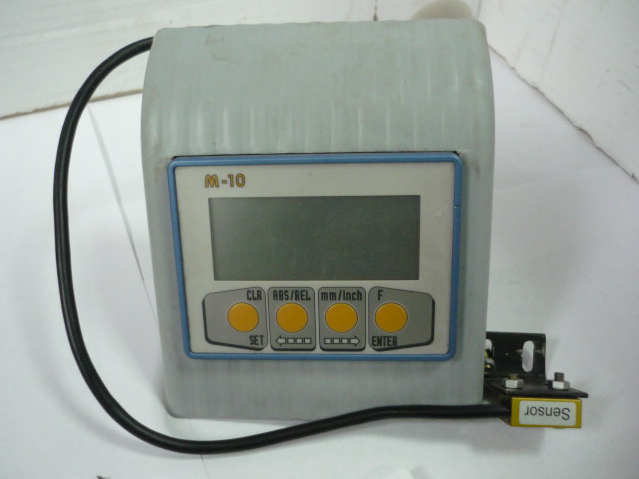 M-10
CLR ABS/REL mm/inch F
SET ENTER
Sensor